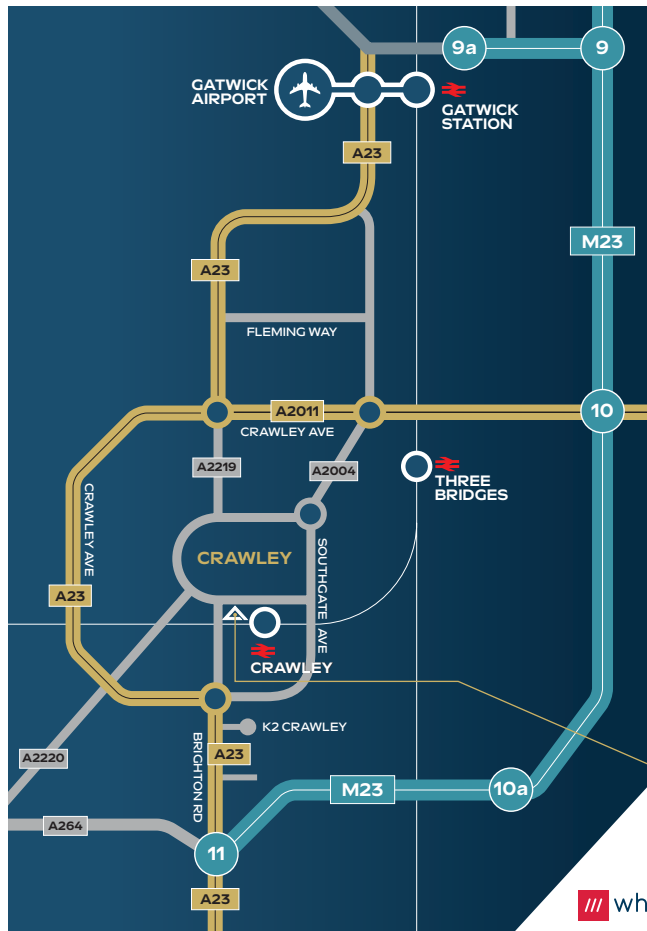 9a
9
GATWICK
AIRPORT
GATWICK
STATION
A23
M23
A23
FLEMING WAY
A2011
10
CRAWLEY AVE
A2219
A2004
THREE
BRIDGES
CRAWLEY AVE
CRAWLEY
SOUTHGATE AVE
A23
CRAWLEY
K2 CRAWLEY
BRIGHTON RD
A23
A2220
M23
10a
A264
11
A23
wh